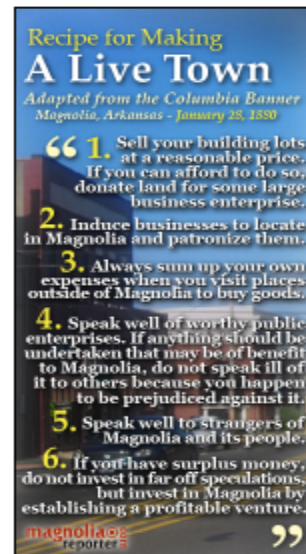 Recipe for Making
A Live Town
Adapted from the Columbia Banner
Magnolia, Arkansas - January 28, 1880
“ 1. Sell your building lots
at a reasonable price.
If you can afford to do so,
donate land for some large
business enterprise.
2. Induce businesses to locate
in Magnolia and patronize them.
3. Always sum up your own
expenses when you visit places
outside of Magnolia to buy goods.
4. Speak well of worthy public
enterprises. If anything should be
undertaken that may be of benefit
to Magnolia, do not speak ill of
it to others because you happen
to be prejudiced against it.
5. Speak well to strangers of
Magnolia and its people.
6. If you have surplus money,
do not invest in far off speculations,
but invest in Magnolia by
establishing a profitable venture.
magnolia
reporter
.com ”